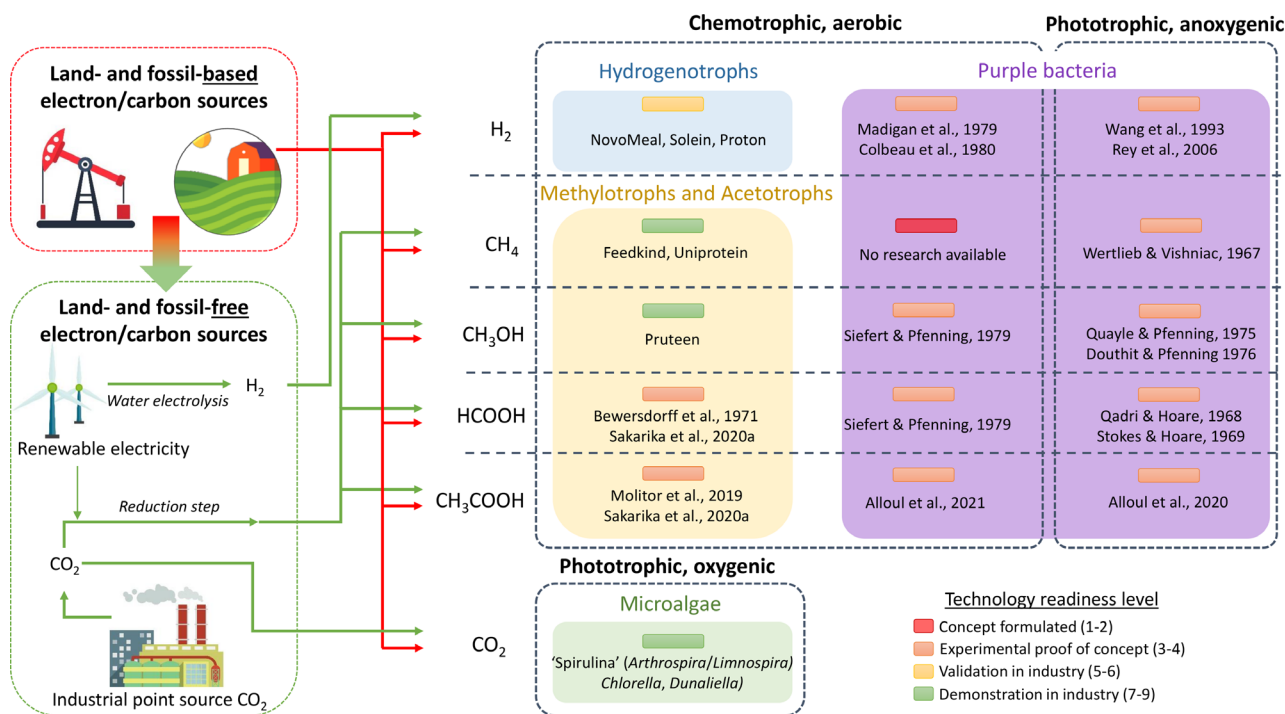 Land- and fossil-based
electron/carbon sources
Land- and fossil-free
electron/carbon sources
Water electrolysis
H₂
Renewable electricity
Reduction step
CO₂
Industrial point source CO₂
Chemotrophic, aerobic
Phototrophic, anoxygenic
Hydrogenotrophs
Purple bacteria
H₂
NovoMeal, Solein, Proton
Madigan et al., 1979
Colbeau et al., 1980
Wang et al., 1993
Rey et al., 2006
Methylotrophs and Acetotrophs
CH₄
Feedkind, Uniprotein
No research available
Wertlieb & Vishniac, 1967
CH₃OH
Pruteen
Siefert & Pfenning, 1979
Quayle & Pfenning, 1975
Douthit & Pfenning 1976
HCOOH
Bewersdorff et al., 1971
Sakarika et al., 2020a
Siefert & Pfenning, 1979
Qadri & Hoare, 1968
Stokes & Hoare, 1969
CH₃COOH
Molitor et al., 2019
Sakarika et al., 2020a
Alloul et al., 2021
Alloul et al., 2020
Phototrophic, oxygenic
Microalgae
CO₂
'Spirulina' (Arthrospira/Limnospira)
Chlorella, Dunaliella)
Technology readiness level
Concept formulated (1-2)
Experimental proof of concept (3-4)
Validation in industry (5-6)
Demonstration in industry (7-9)